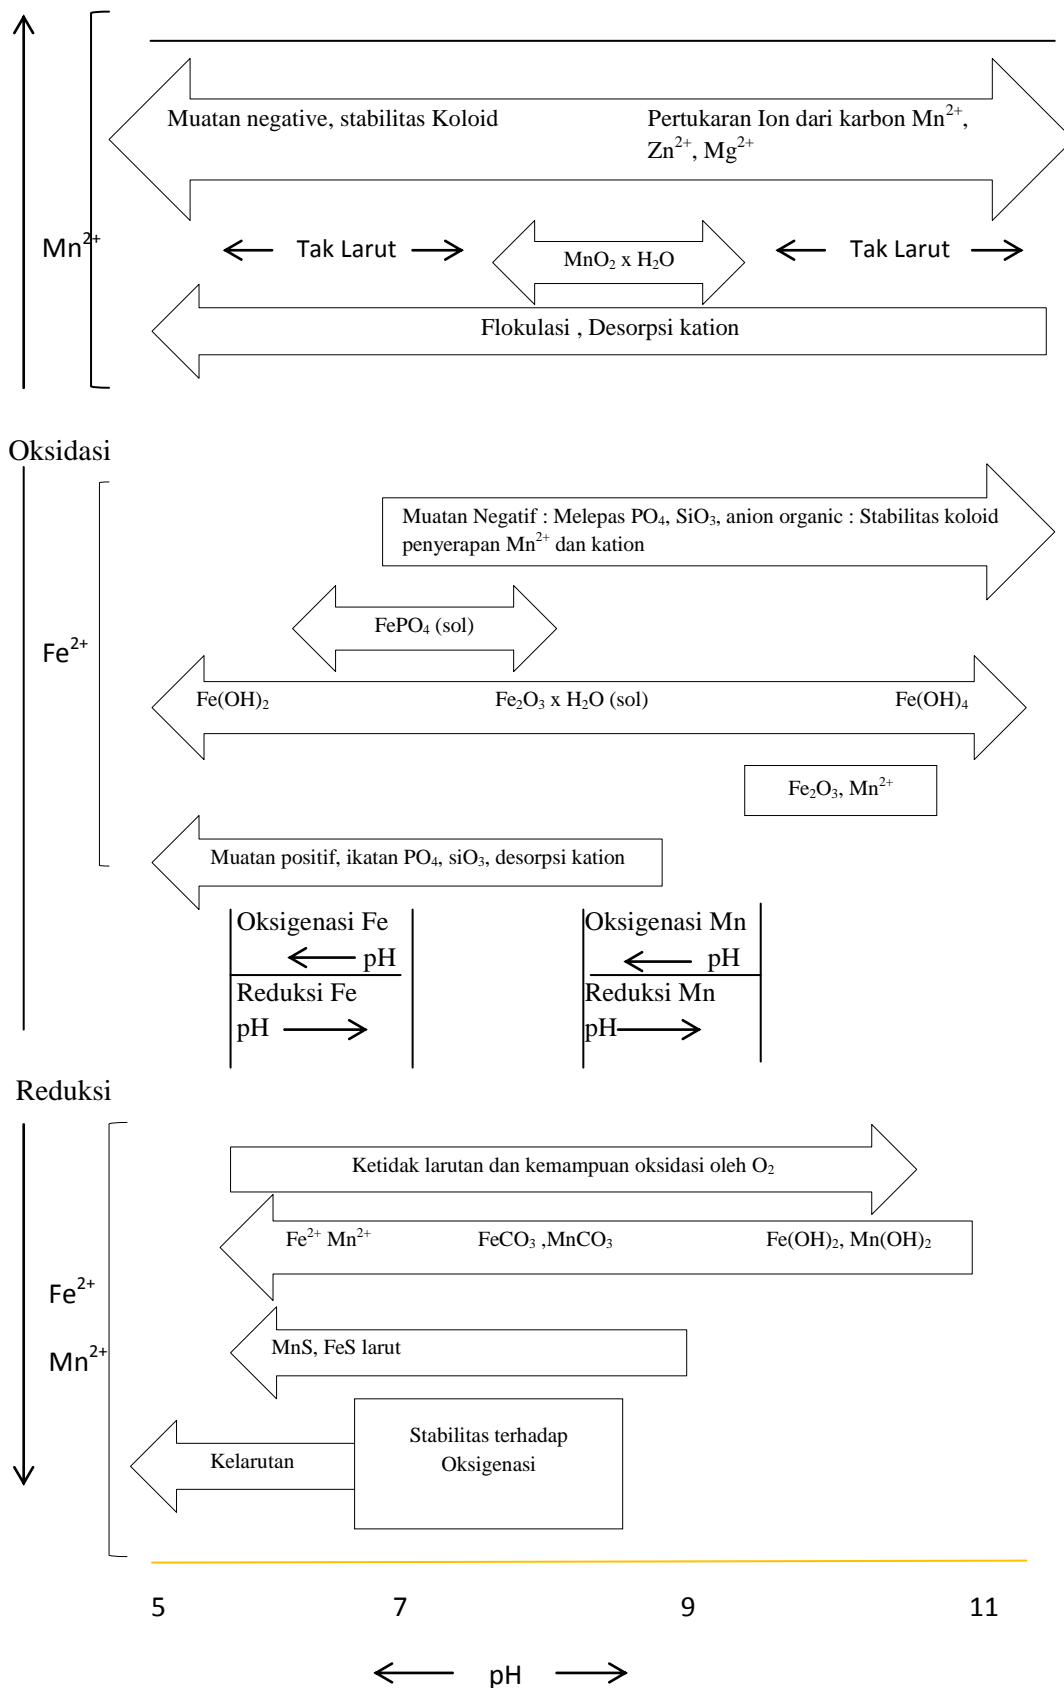 Muatan negative, stabilitas Koloid
Pertukaran Ion dari karbon Mn²⁺,
Zn²⁺, Mg²⁺
Mn²⁺
Tak Larut
MnO₂ x H₂O
Tak Larut
Flokulasi , Desorpsi kation
Oksidasi
Muatan Negatif : Melepas PO₄, SiO₃, anion organic : Stabilitas koloid
penyerapan Mn²⁺ dan kation
FePO₄ (sol)
Fe²⁺
Fe(OH)₂
Fe₂O₃ x H₂O (sol)
Fe(OH)₄
Fe₂O₃, Mn²⁺
Muatan positif, ikatan PO₄, siO₃, desorpsi kation
Oksigenasi Fe
pH
Reduksi Fe
pH
Oksigenasi Mn
pH
Reduksi Mn
pH
Reduksi
Ketidak larutan dan kemampuan oksidasi oleh O₂
Fe²⁺ Mn²⁺
FeCO₃ ,MnCO₃
Fe(OH)₂, Mn(OH)₂
Fe²⁺
Mn²⁺
MnS, FeS larut
Stabilitas terhadap
Oksigenasi
Kelarutan
5 7 9 11
pH